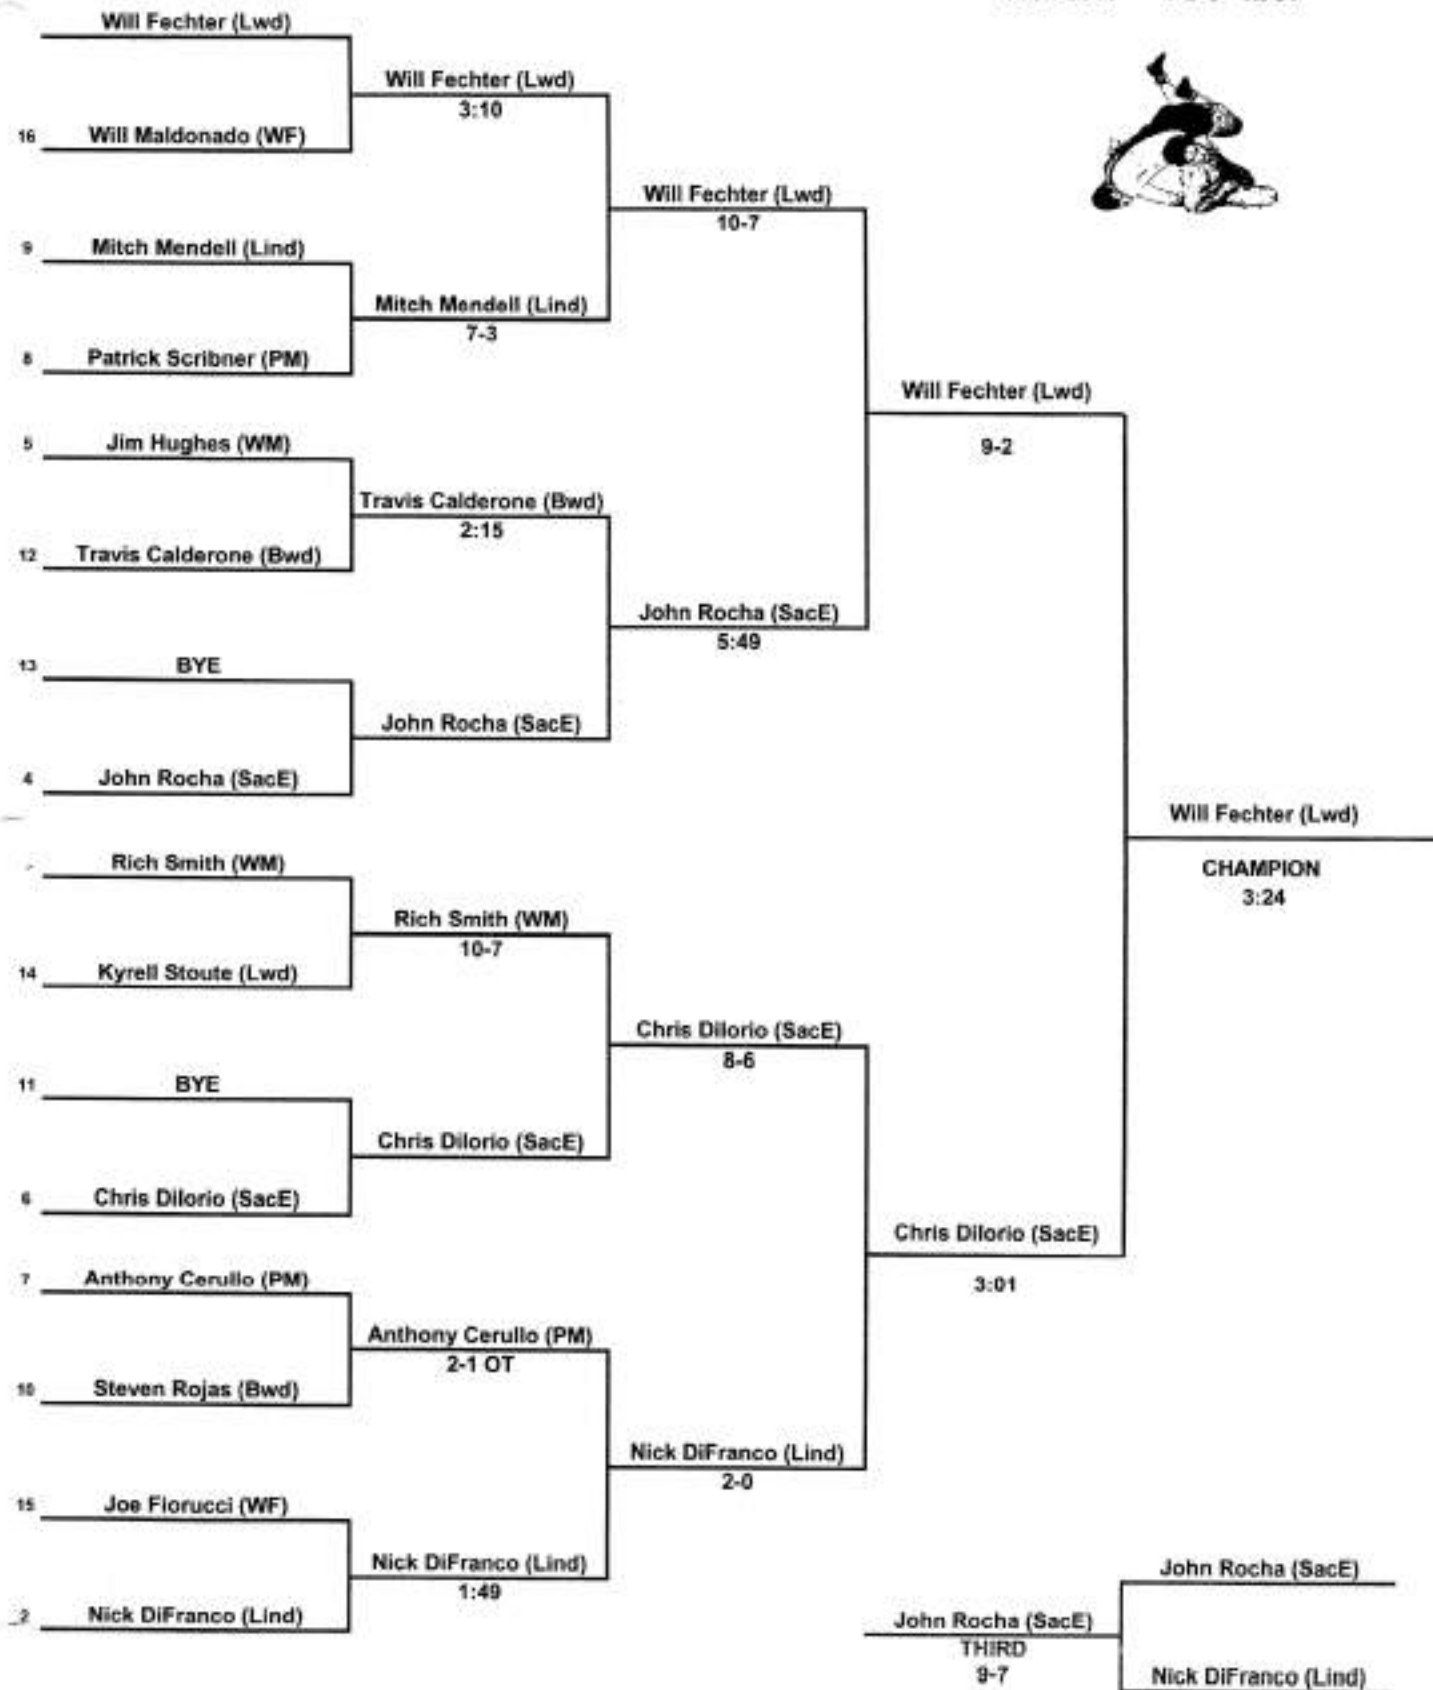 Will Fechter (Lwd)
16 Will Maldonado (WF)
9 Mitch Mendell (Lind)
8 Patrick Scribner (PM)
5 Jim Hughes (WM)
12 Travis Calderone (Bwd)
13 BYE
4 John Rocha (SacE)
Rich Smith (WM)
14 Kyrell Stoute (Lwd)
11 BYE
6 Chris DiIorio (SacE)
7 Anthony Cerullo (PM)
10 Steven Rojas (Bwd)
15 Joe Fiorucci (WF)
2 Nick DiFranco (Lind)
Will Fechter (Lwd)
3:10
Mitch Mendell (Lind)
7-3
Travis Calderone (Bwd)
2:15
John Rocha (SacE)
Rich Smith (WM)
10-7
Chris DiIorio (SacE)
Anthony Cerullo (PM)
2-1 OT
Nick DiFranco (Lind)
1:49
Will Fechter (Lwd)
10-7
John Rocha (SacE)
5:49
Chris DiIorio (SacE)
8-6
Nick DiFranco (Lind)
2-0
Will Fechter (Lwd)
9-2
Chris DiIorio (SacE)
3:01
Will Fechter (Lwd)
CHAMPION
3:24
John Rocha (SacE)
John Rocha (SacE)
THIRD
9-7
Nick DiFranco (Lind)